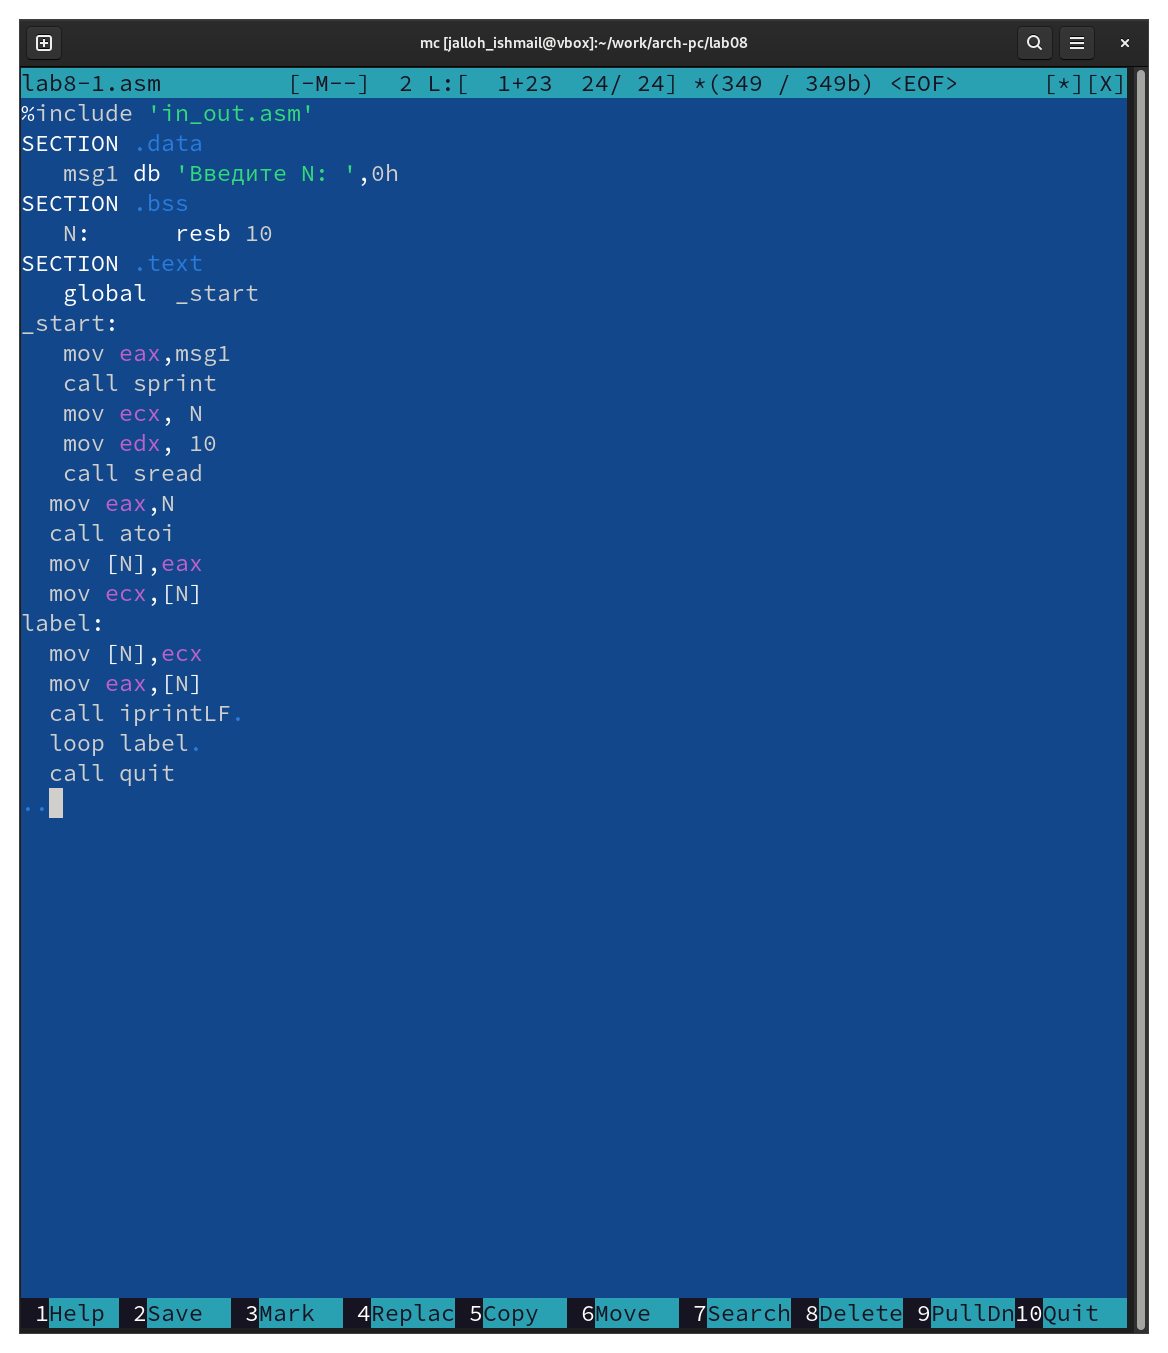 mc [jalloh_ishmail@vbox]:~/work/arch-pc/lab08
lab8-1.asm [-M--] 2 L:[ 1+23 24/ 24] *(349 / 349b) <EOF> [*][X]
%include 'in_out.asm'
SECTION .data
msg1 db 'Введите N: ',0h
SECTION .bss
N: resb 10
SECTION .text
global _start
_start:
mov eax,msg1
call sprint
mov ecx, N
mov edx, 10
call sread
mov eax,N
call atoi
mov [N],eax
mov ecx,[N]
label:
mov [N],ecx
mov eax,[N]
call iprintLF.
loop label.
call quit
..
1Help 2Save 3Mark 4Replac 5Copy 6Move 7Search 8Delete 9PullDn 10Quit